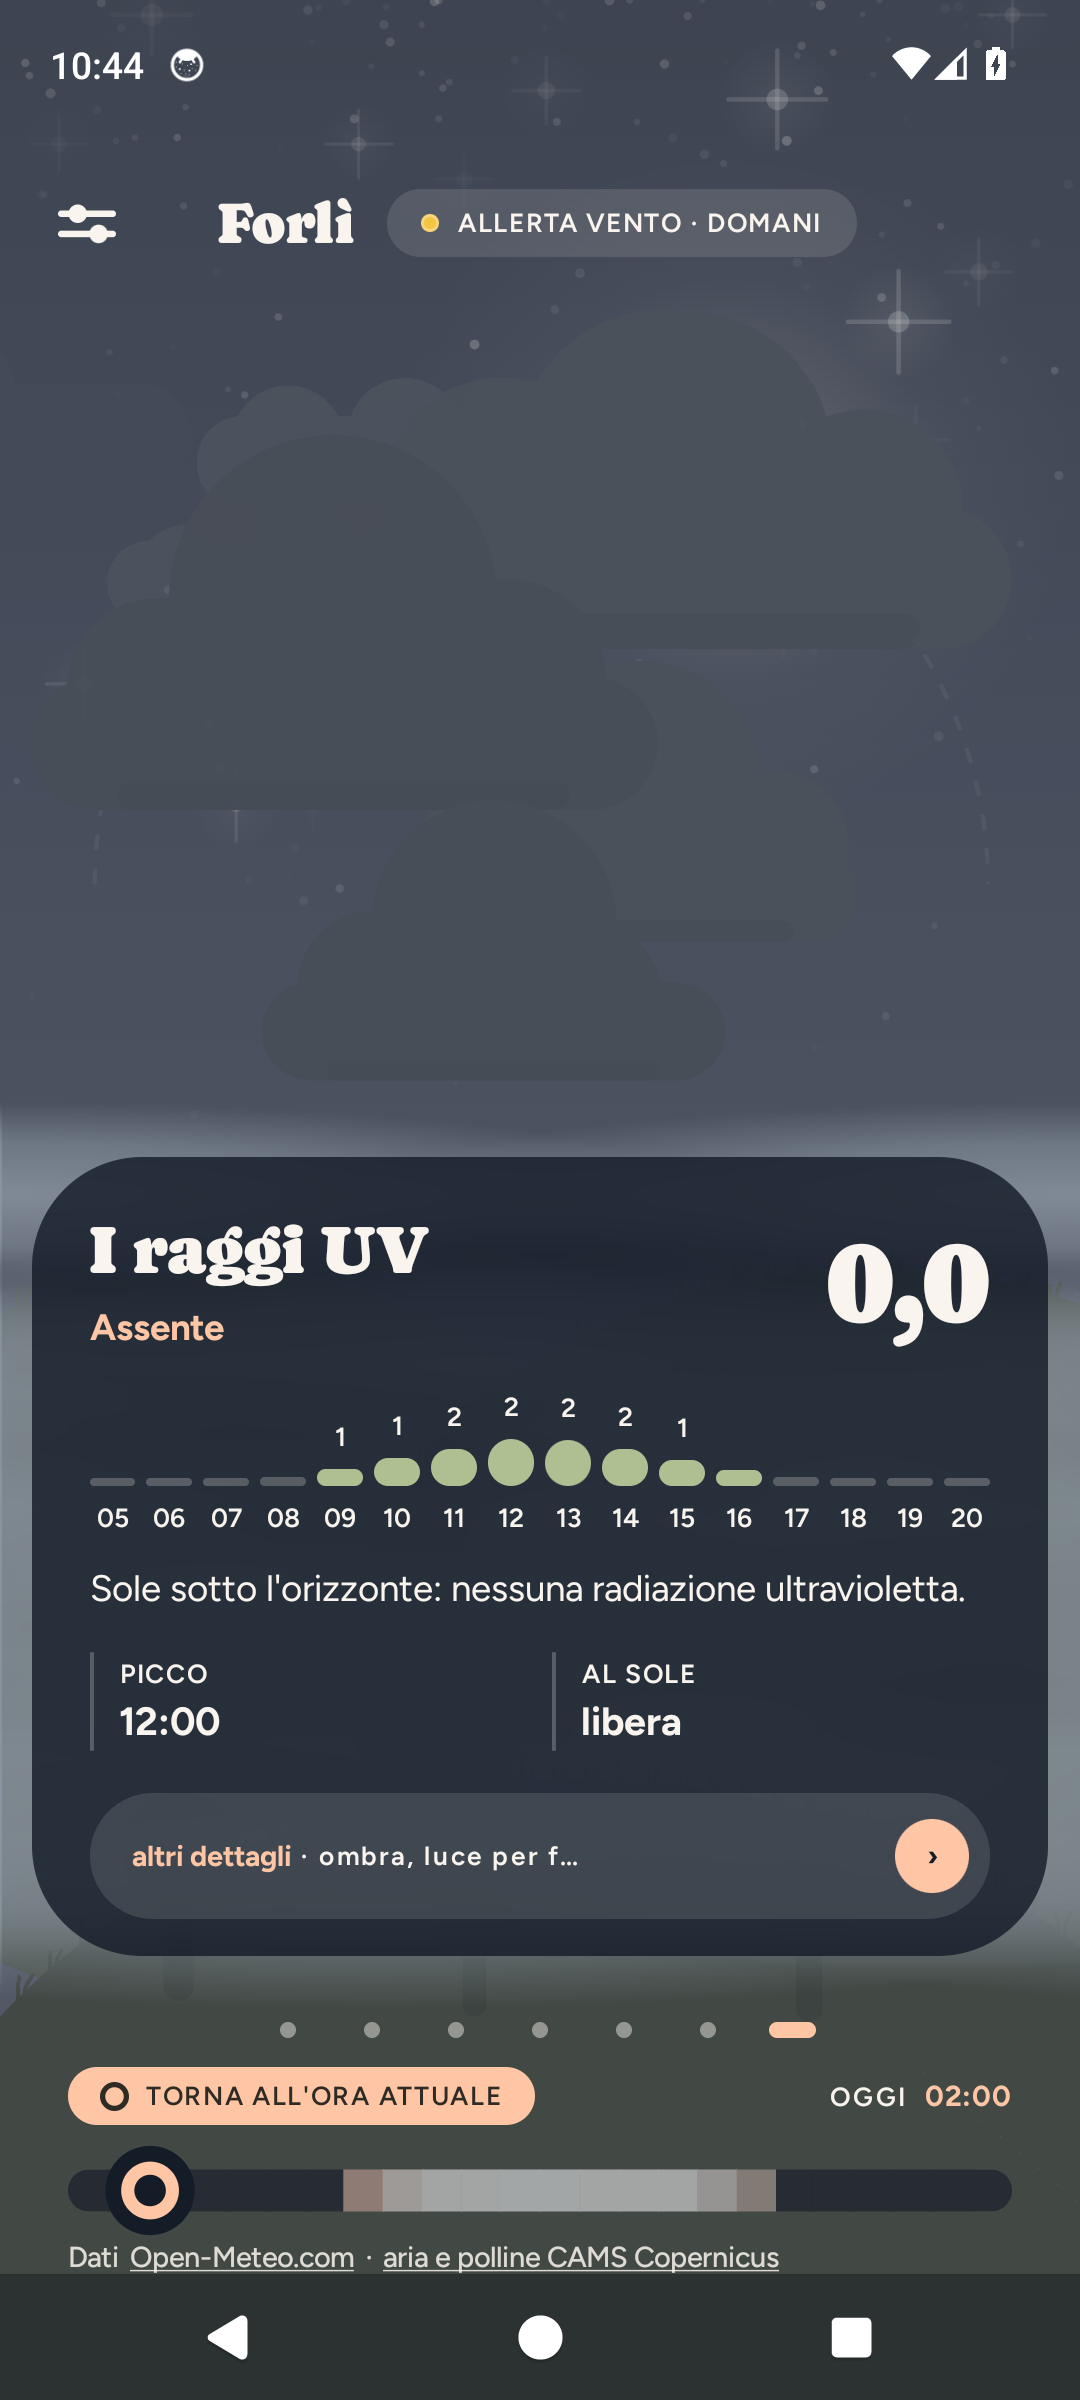 10:44
Forlì
ALLERTA VENTO · DOMANI
I raggi UV
0,0
Assente
1 1 2 2 2 2 1
05 06 07 08 09 10 11 12 13 14 15 16 17 18 19 20
Sole sotto l'orizzonte: nessuna radiazione ultravioletta.
PICCO
12:00
AL SOLE
libera
altri dettagli · ombra, luce per f…
TORNA ALL'ORA ATTUALE
OGGI 02:00
Dati Open-Meteo.com · aria e polline CAMS Copernicus